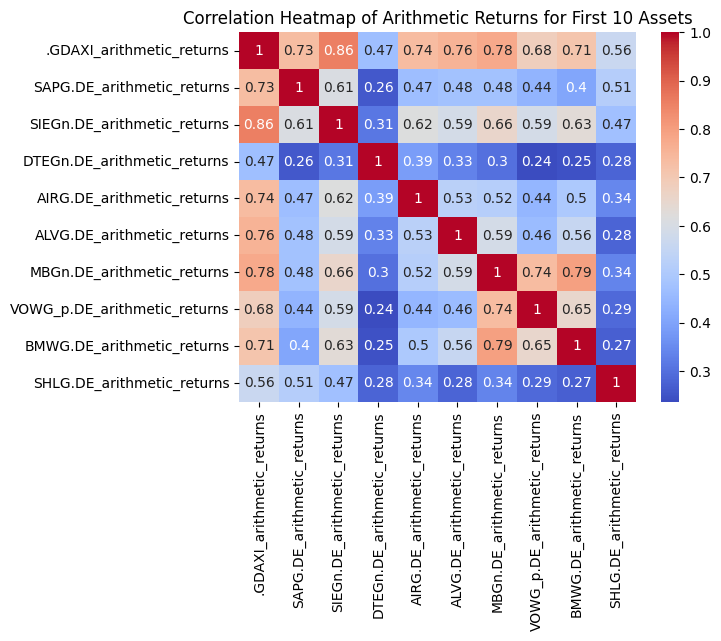 Correlation Heatmap of Arithmetic Returns for First 10 Assets
.GDAXI_arithmetic_returns 1 0.73 0.86 0.47 0.74 0.76 0.78 0.68 0.71 0.56
SAPG.DE_arithmetic_returns 0.73 1 0.61 0.26 0.47 0.48 0.48 0.44 0.4 0.51
SIEGn.DE_arithmetic_returns 0.86 0.61 1 0.31 0.62 0.59 0.66 0.59 0.63 0.47
DTEGn.DE_arithmetic_returns 0.47 0.26 0.31 1 0.39 0.33 0.3 0.24 0.25 0.28
AIRG.DE_arithmetic_returns 0.74 0.47 0.62 0.39 1 0.53 0.52 0.44 0.5 0.34
ALVG.DE_arithmetic_returns 0.76 0.48 0.59 0.33 0.53 1 0.59 0.46 0.56 0.28
MBGn.DE_arithmetic_returns 0.78 0.48 0.66 0.3 0.52 0.59 1 0.74 0.79 0.34
VOWG_p.DE_arithmetic_returns 0.68 0.44 0.59 0.24 0.44 0.46 0.74 1 0.65 0.29
BMWG.DE_arithmetic_returns 0.71 0.4 0.63 0.25 0.5 0.56 0.79 0.65 1 0.27
SHLG.DE_arithmetic_returns 0.56 0.51 0.47 0.28 0.34 0.28 0.34 0.29 0.27 1
.GDAXI_arithmetic_returns
SAPG.DE_arithmetic_returns
SIEGn.DE_arithmetic_returns
DTEGn.DE_arithmetic_returns
AIRG.DE_arithmetic_returns
ALVG.DE_arithmetic_returns
MBGn.DE_arithmetic_returns
VOWG_p.DE_arithmetic_returns
BMWG.DE_arithmetic_returns
SHLG.DE_arithmetic_returns
1.0
0.9
0.8
0.7
0.6
0.5
0.4
0.3